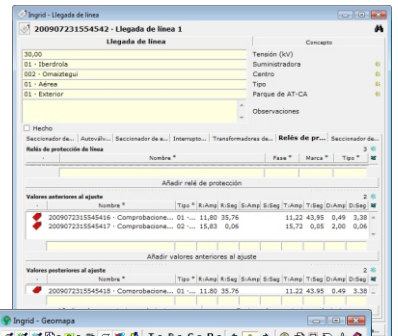 Ingrid - Llegada de línea
200907231554542 - Llegada de línea 1
Llegada de línea Concepto
30,00 Tensión (kV)
01 - Iberdrola Suministradora
002 - Omaiztegui Centro
01 - Aérea Tipo
01 - Exterior Parque de AT-CA
Observaciones
Hecho
Seccionador de... Autoválv... Seccionador de e... Interrupto... Transformadores de... Relés de pr... Seccionador de
Relés de protección de línea 3
Nombre * Fase * Marca * Tipo *
Añadir relé de protección
Valores anteriores al ajuste 2
Nombre * Tipo * R:Amp R:Seg S:Amp S:Seg T:Amp T:Seg D:Amp D:Seg
2009072315545416 - Comprobacione... 01 -... 11,80 35,76 11,22 43,95 0,49 3,38
2009072315545417 - Comprobacione... 02 -... 15,83 0,06 15,72 0,05 2,00 0,06
Añadir valores anteriores al ajuste
Valores posteriores al ajuste 2
Nombre * Tipo * R:Amp R:Seg S:Amp S:Seg T:Amp T:Seg D:Amp D:Seg
2009072315545418 - Comprobacione... 01 -... 11,80 35,76 11,22 43,95 0,49 3,38
Ingrid - Geomapa